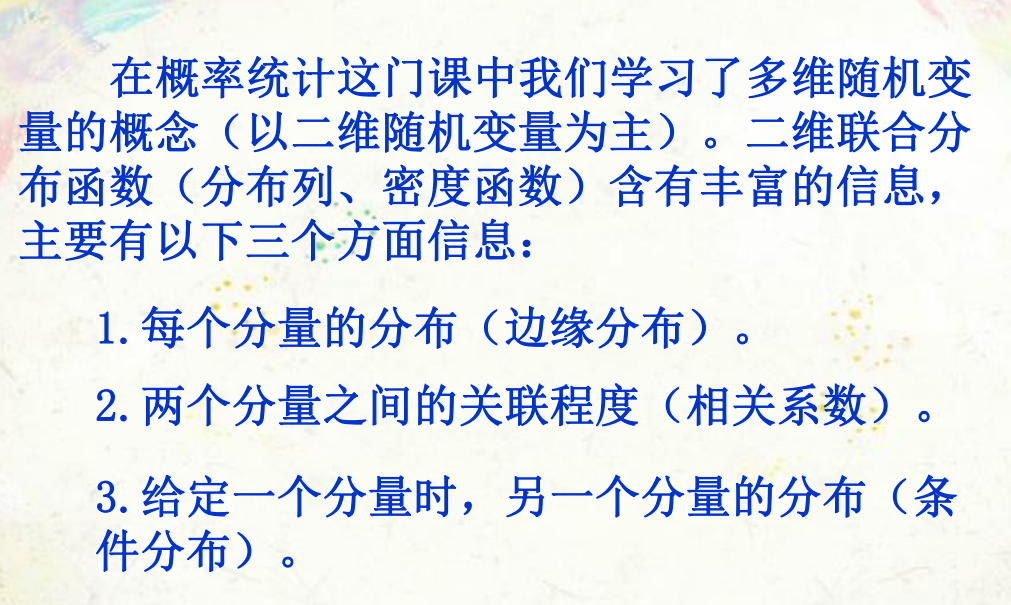 在概率统计这门课中我们学习了多维随机变
量的概念（以二维随机变量为主）。二维联合分
布函数（分布列、密度函数）含有丰富的信息，
主要有以下三个方面信息：
1.每个分量的分布（边缘分布）。
2.两个分量之间的关联程度（相关系数）。
3.给定一个分量时，另一个分量的分布（条
件分布）。